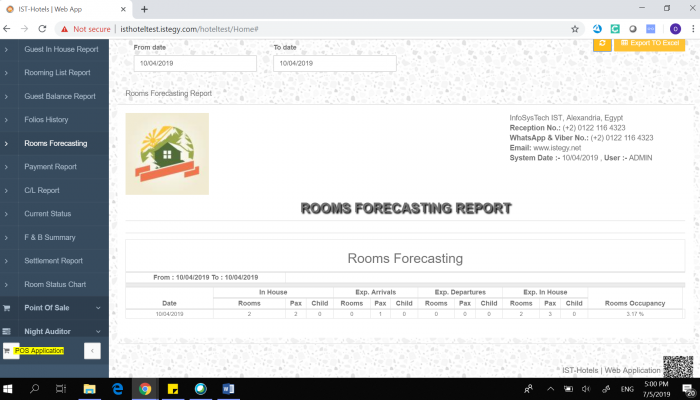 IST-Hotels | Web App
Not secure | isthoteltest.istegy.com/hoteltest/Home#
Guest In House Report
Rooming List Report
Guest Balance Report
Folios History
Rooms Forecasting
Payment Report
C/L Report
Current Status
F & B Summary
Settlement Report
Room Status Chart
Point Of Sale
Night Auditor
POS Application
From date
To date
Export TO Excel
10/04/2019
10/04/2019
Rooms Forecasting Report
InfoSysTech IST, Alexandria, Egypt
Reception No.: (+2) 0122 116 4323
WhatsApp & Viber No.: (+2) 0122 116 4323
Email: www.istegy.net
System Date :- 10/04/2019 , User :- ADMIN
ROOMS FORECASTING REPORT
Rooms Forecasting
From : 10/04/2019 To : 10/04/2019
In House Exp. Arrivals Exp. Departures Exp. In House
Date Rooms Pax Child Rooms Pax Child Rooms Pax Child Rooms Pax Child Rooms Occupancy
10/04/2019 2 2 0 0 1 0 0 0 0 2 3 0 3.17 %
IST-Hotels | Web Application
ENG
5:00 PM
7/5/2019
20